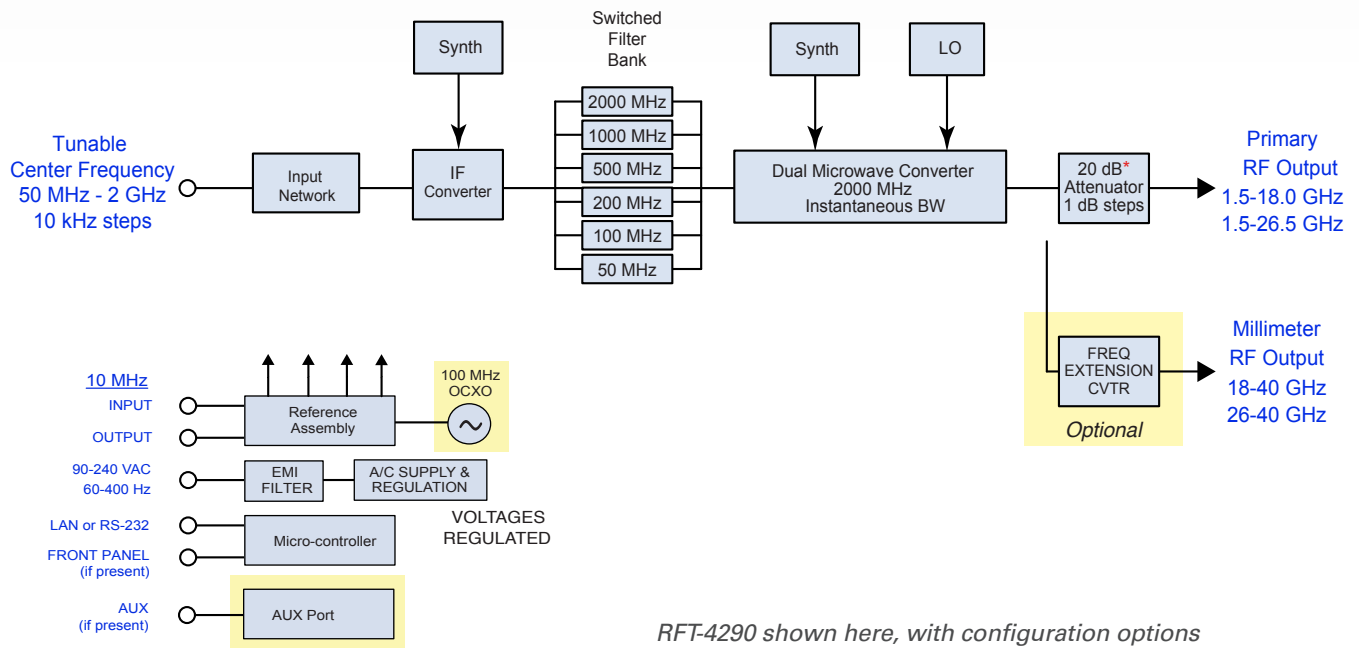 Switched
Filter
Bank
Synth
Synth
LO
2000 MHz
1000 MHz
500 MHz
200 MHz
100 MHz
50 MHz
Tunable
Center Frequency
50 MHz - 2 GHz
10 kHz steps
Input
Network
IF
Converter
Dual Microwave Converter
2000 MHz
Instantaneous BW
20 dB*
Attenuator
1 dB steps
Primary
RF Output
1.5-18.0 GHz
1.5-26.5 GHz
FREQ
EXTENSION
CVTR
Optional
Millimeter
RF Output
18-40 GHz
26-40 GHz
10 MHz
INPUT
OUTPUT
Reference
Assembly
100 MHz
OCXO
90-240 VAC
60-400 Hz
EMI
FILTER
A/C SUPPLY &
REGULATION
VOLTAGES
REGULATED
LAN or RS-232
FRONT PANEL
(if present)
Micro-controller
AUX
(if present)
AUX Port
RFT-4290 shown here, with configuration options